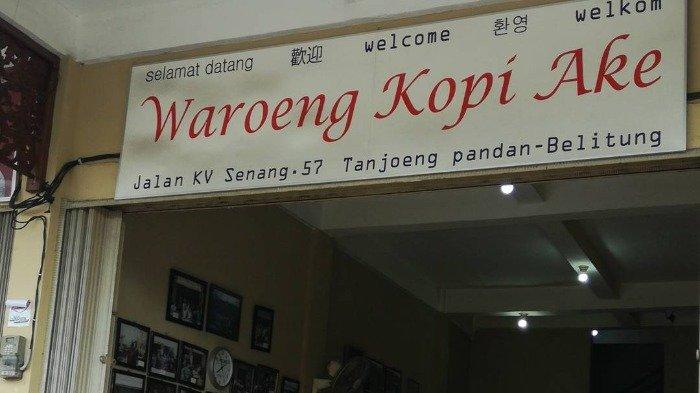 selamat datang 歡迎 welcome 환영 welkom
Waroeng Kopi Ake
Jalan KV Senang.57 Tanjoeng pandan-Belitung